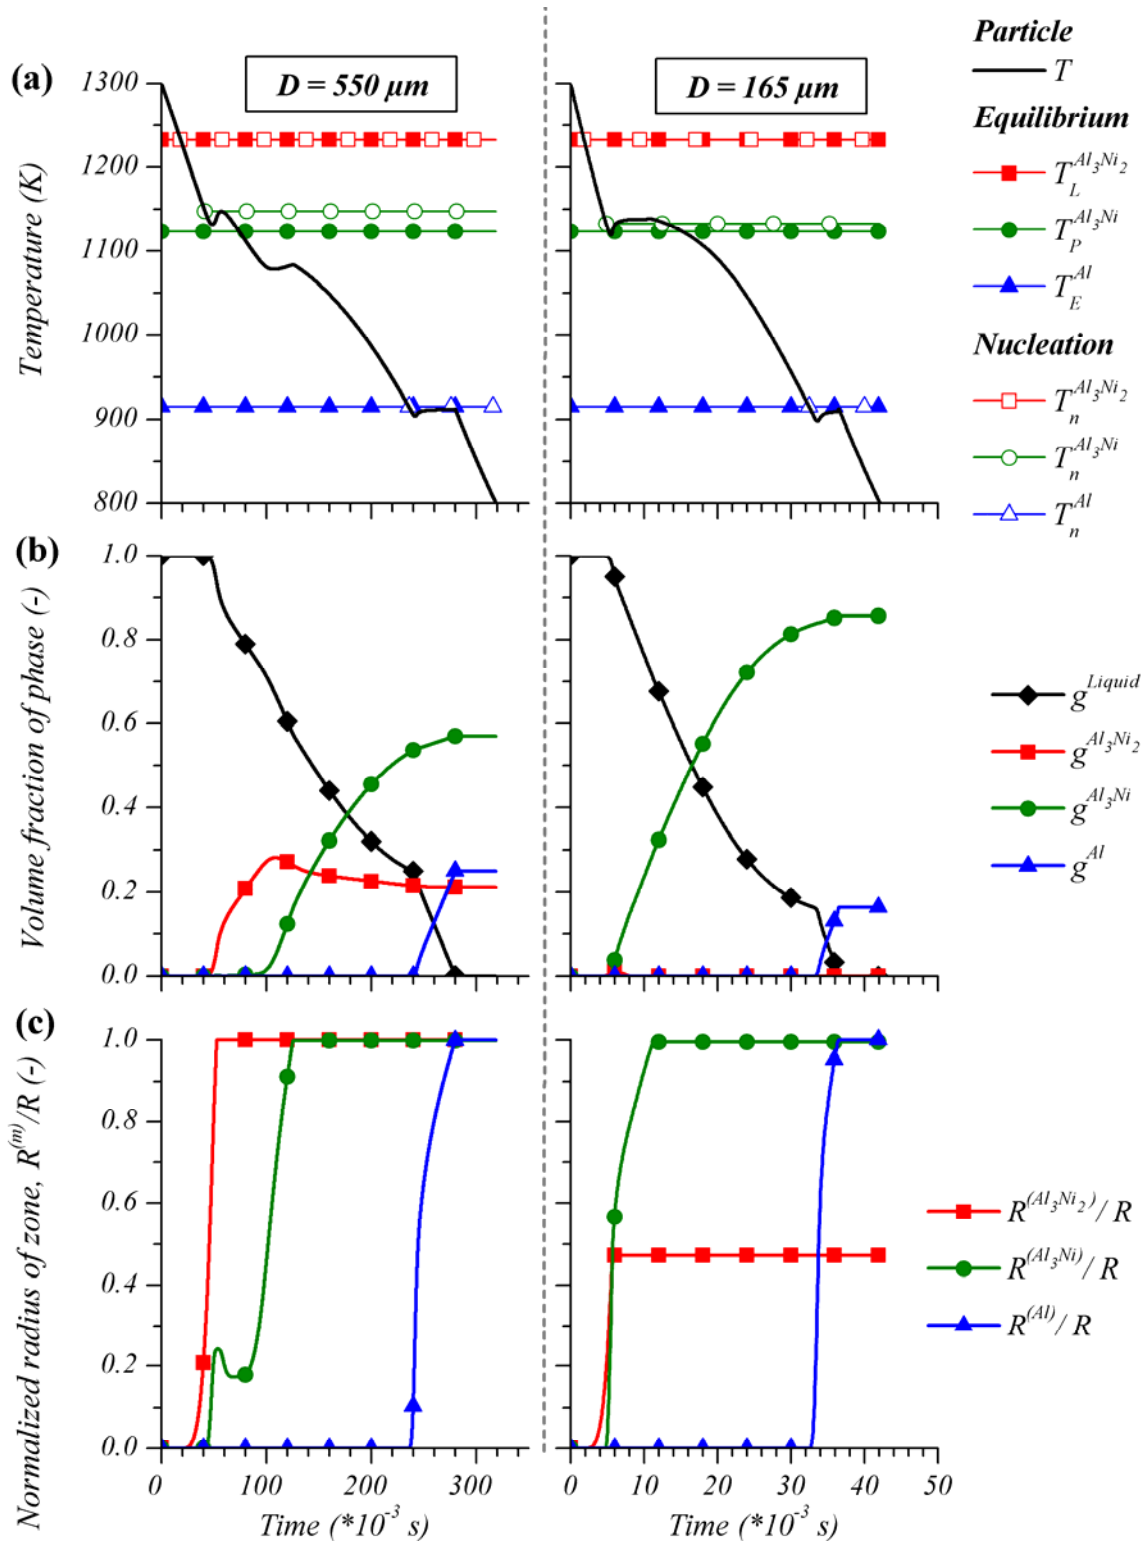 (a)
D = 550 μm
D = 165 μm
1300
1200
1100
1000
900
800
Temperature (K)
Particle
T
Equilibrium
T_L^{Al₃Ni₂}
T_P^{Al₃Ni}
T_E^{Al}
Nucleation
T_n^{Al₃Ni₂}
T_n^{Al₃Ni}
T_n^{Al}
(b)
1.0
0.8
0.6
0.4
0.2
0.0
Volume fraction of phase (-)
g^{Liquid}
g^{Al₃Ni₂}
g^{Al₃Ni}
g^{Al}
(c)
1.0
0.8
0.6
0.4
0.2
0.0
Normalized radius of zone, R^{(m)}/R (-)
R^{(Al₃Ni₂)}/R
R^{(Al₃Ni)}/R
R^{(Al)}/R
0 100 200 300
0 10 20 30 40 50
Time (*10⁻³ s)
Time (*10⁻³ s)